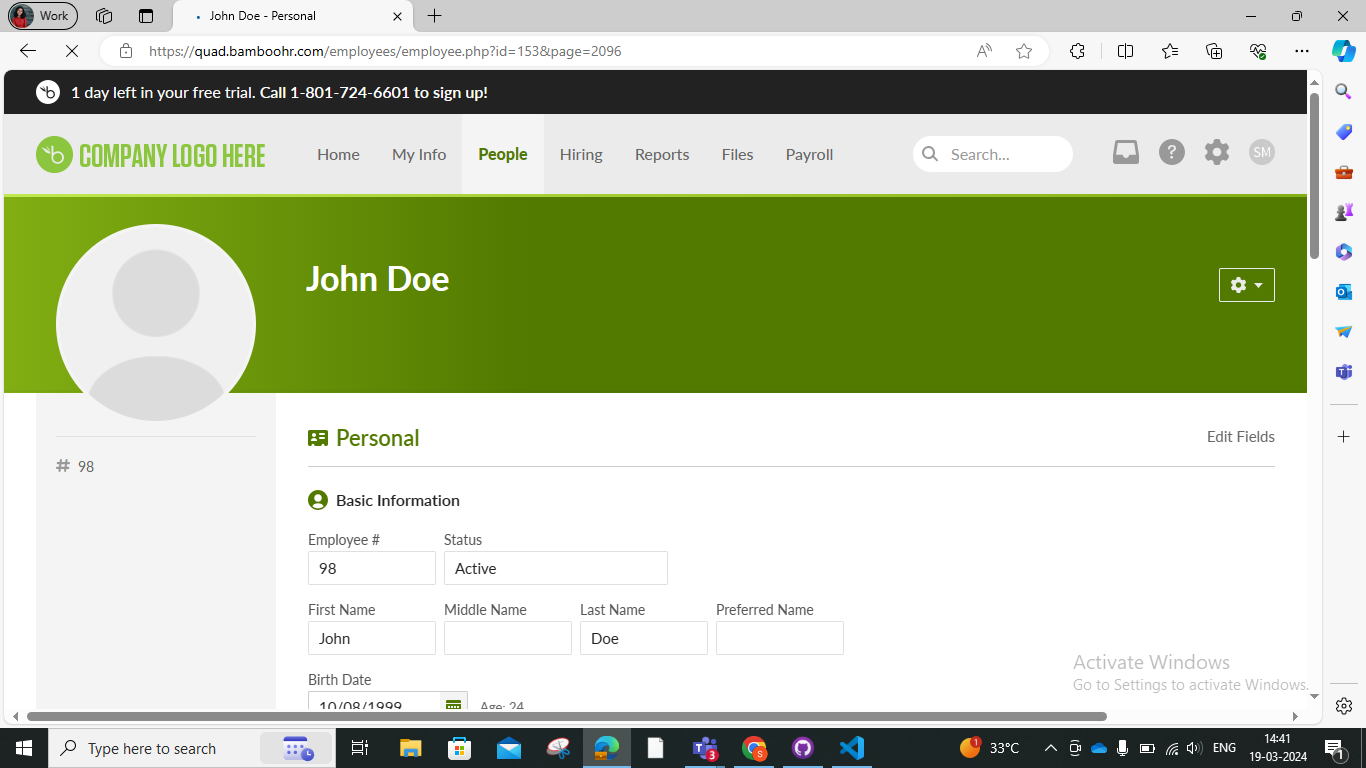 Work
John Doe - Personal
https://quad.bamboohr.com/employees/employee.php?id=153&page=2096
1 day left in your free trial. Call 1-801-724-6601 to sign up!
COMPANY LOGO HERE
Home My Info People Hiring Reports Files Payroll Search... SM
John Doe
Personal
Edit Fields
# 98
Basic Information
Employee # Status
98 Active
First Name Middle Name Last Name Preferred Name
John Doe
Birth Date
10/08/1999 Age: 24
Activate Windows
Go to Settings to activate Windows.
Type here to search
3
1
33°C
ENG
14:41
19-03-2024
1